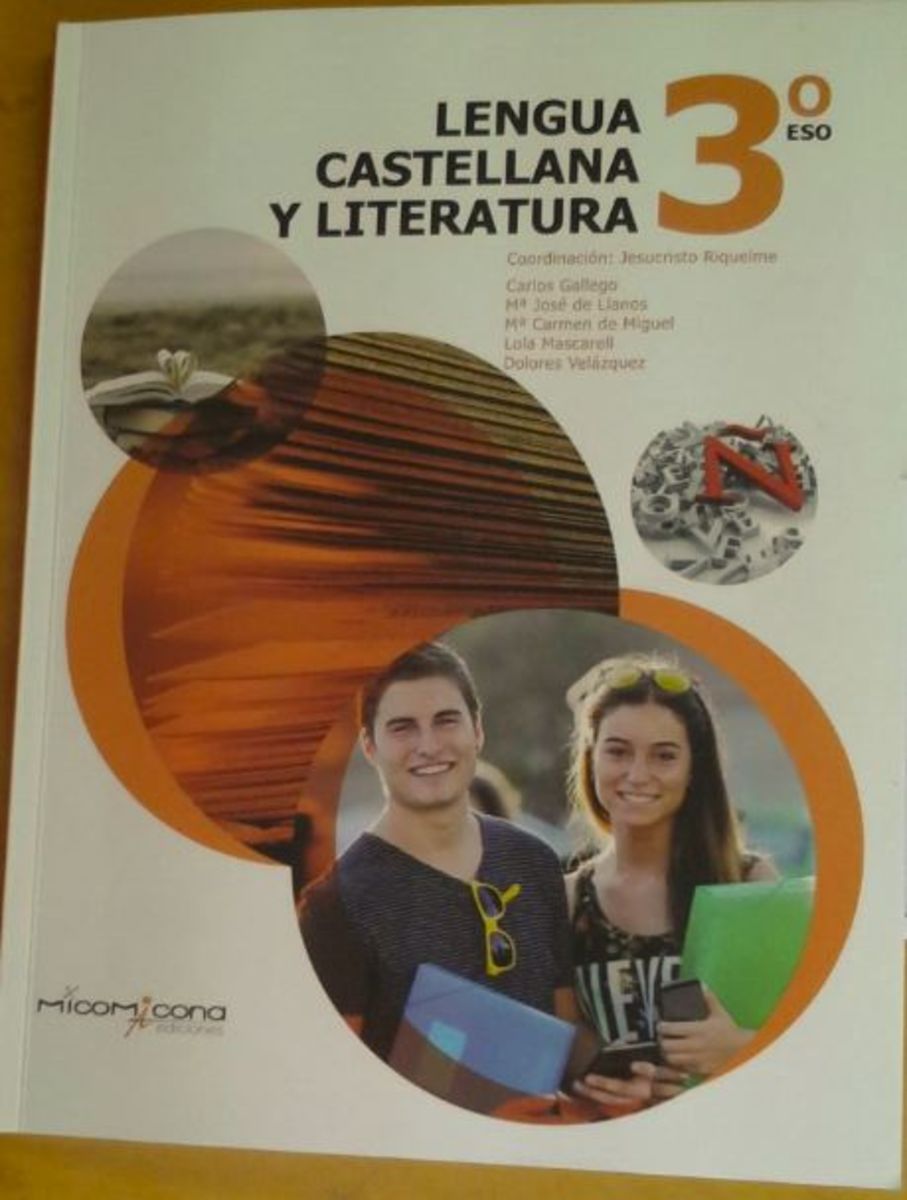 LENGUA
CASTELLANA
Y LITERATURA
3º
ESO
Coordinación: Jesucristo Riquelme
Carlos Gallego
Mª José de Llanos
Mª Carmen de Miguel
Lola Mascarell
Dolores Velázquez
Ñ
micomicona
ediciones